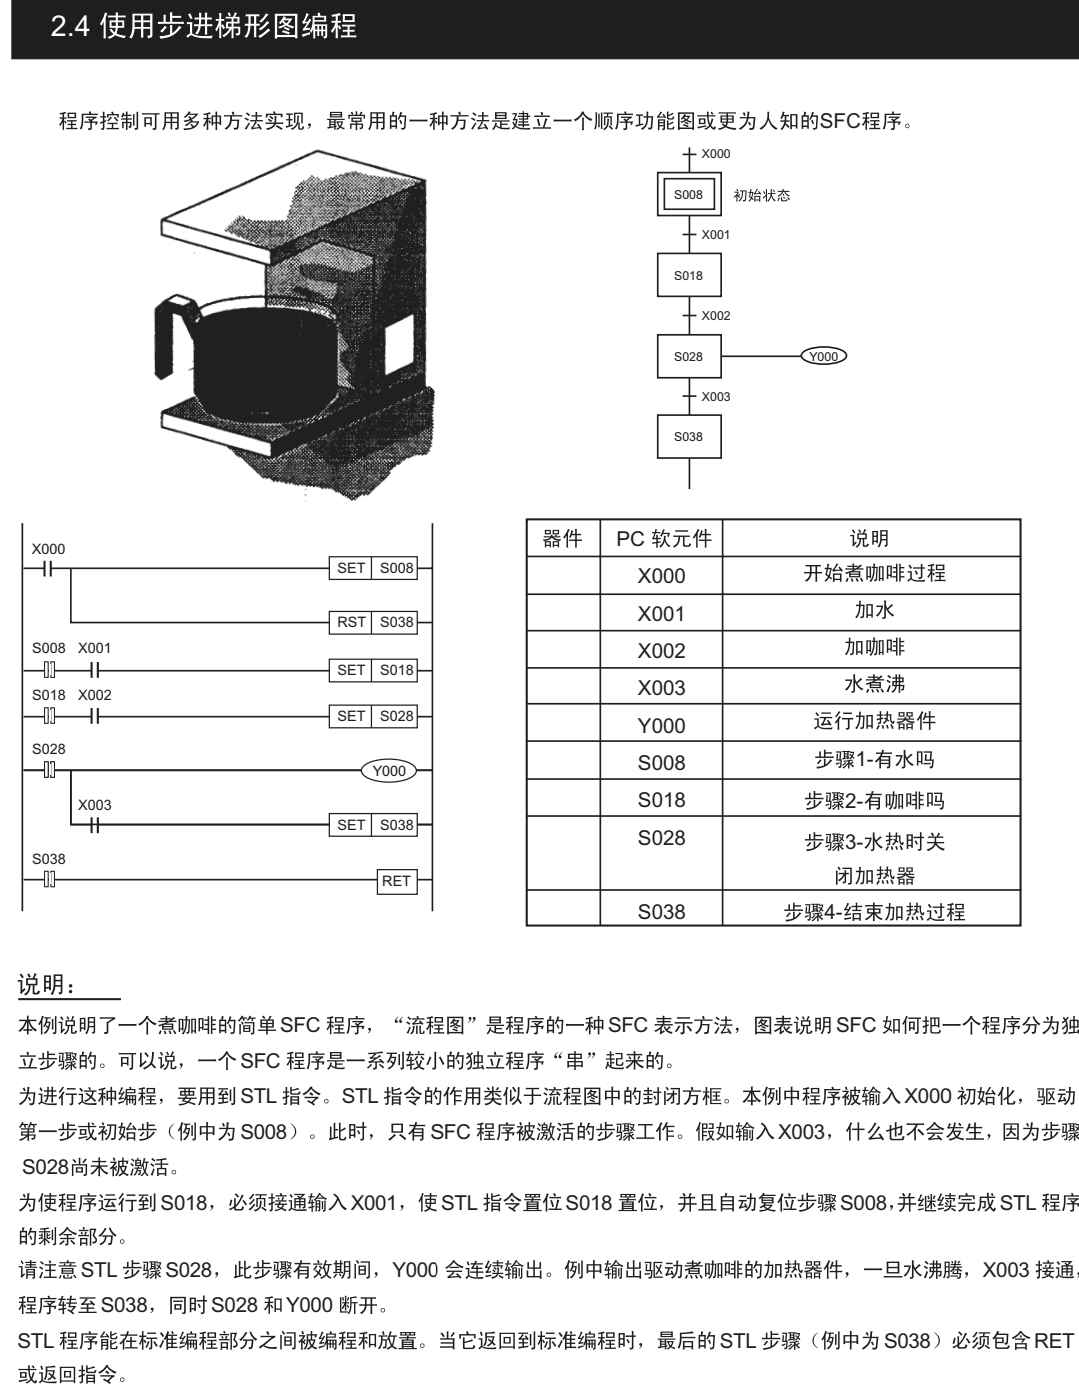 2.4 使用步进梯形图编程
程序控制可用多种方法实现，最常用的一种方法是建立一个顺序功能图或更为人知的SFC程序。
X000
S008 初始状态
X001
S018
X002
S028 Y000
X003
S038
X000
SET S008
RST S038
S008 X001
SET S018
S018 X002
SET S028
S028
Y000
X003
SET S038
S038
RET
器件 PC 软元件 说明
X000 开始煮咖啡过程
X001 加水
X002 加咖啡
X003 水煮沸
Y000 运行加热器件
S008 步骤1-有水吗
S018 步骤2-有咖啡吗
S028 步骤3-水热时关
闭加热器
S038 步骤4-结束加热过程
说明：
本例说明了一个煮咖啡的简单SFC 程序，“流程图”是程序的一种SFC 表示方法，图表说明SFC 如何把一个程序分为独
立步骤的。可以说，一个SFC 程序是一系列较小的独立程序“串”起来的。
为进行这种编程，要用到STL 指令。STL 指令的作用类似于流程图中的封闭方框。本例中程序被输入X000 初始化，驱动
第一步或初始步（例中为S008）。此时，只有SFC 程序被激活的步骤工作。假如输入X003，什么也不会发生，因为步骤
S028尚未被激活。
为使程序运行到S018，必须接通输入X001，使STL 指令置位S018 置位，并且自动复位步骤S008，并继续完成STL 程序
的剩余部分。
请注意STL 步骤S028，此步骤有效期间，Y000 会连续输出。例中输出驱动煮咖啡的加热器件，一旦水沸腾，X003 接通，
程序转至S038，同时S028 和Y000 断开。
STL 程序能在标准编程部分之间被编程和放置。当它返回到标准编程时，最后的STL 步骤（例中为S038）必须包含RET
或返回指令。